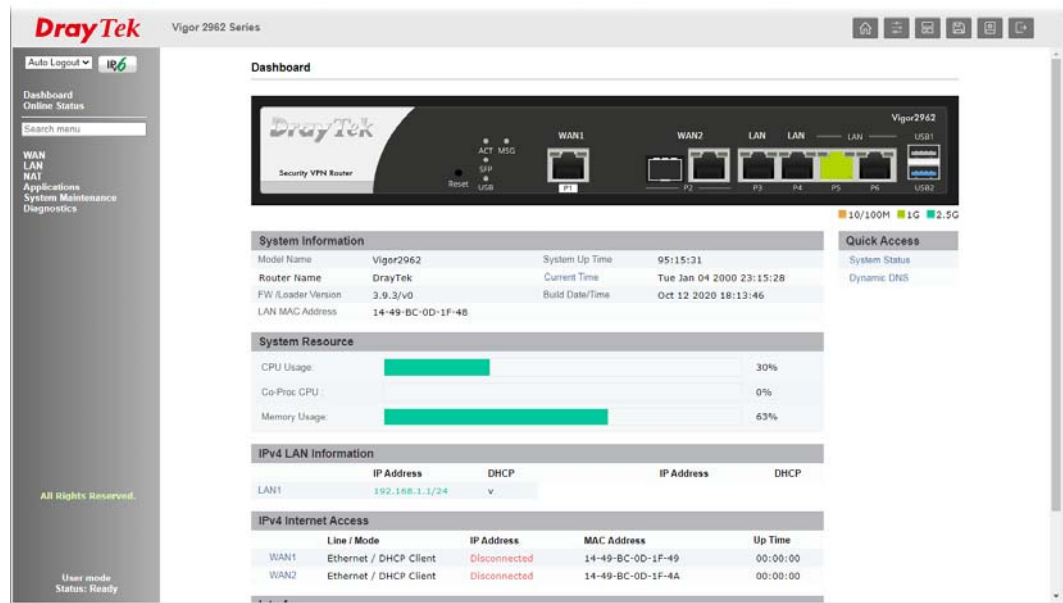 DrayTek Vigor 2962 Series
Auto Logout IPv6
Dashboard
Online Status
Search menu
WAN
LAN
NAT
Applications
System Maintenance
Diagnostics
All Rights Reserved.
User mode
Status: Ready
Dashboard
DrayTek
Security VPN Router
ACT MSG
SFP
Reset USB
Vigor2962
WAN1 WAN2 LAN LAN LAN USB1
P1 P2 P3 P4 P5 P6 USB2
10/100M 1G 2.5G
System Information
Model Name Vigor2962 System Up Time 95:15:31
Router Name DrayTek Current Time Tue Jan 04 2000 23:15:28
FW /Loader Version 3.9.3/v0 Build Date/Time Oct 12 2020 18:13:46
LAN MAC Address 14-49-BC-0D-1F-48
Quick Access
System Status
Dynamic DNS
System Resource
CPU Usage: 30%
Co-Proc CPU : 0%
Memory Usage: 63%
IPv4 LAN Information
IP Address DHCP IP Address DHCP
LAN1 192.168.1.1/24 v
IPv4 Internet Access
Line / Mode IP Address MAC Address Up Time
WAN1 Ethernet / DHCP Client Disconnected 14-49-BC-0D-1F-49 00:00:00
WAN2 Ethernet / DHCP Client Disconnected 14-49-BC-0D-1F-4A 00:00:00